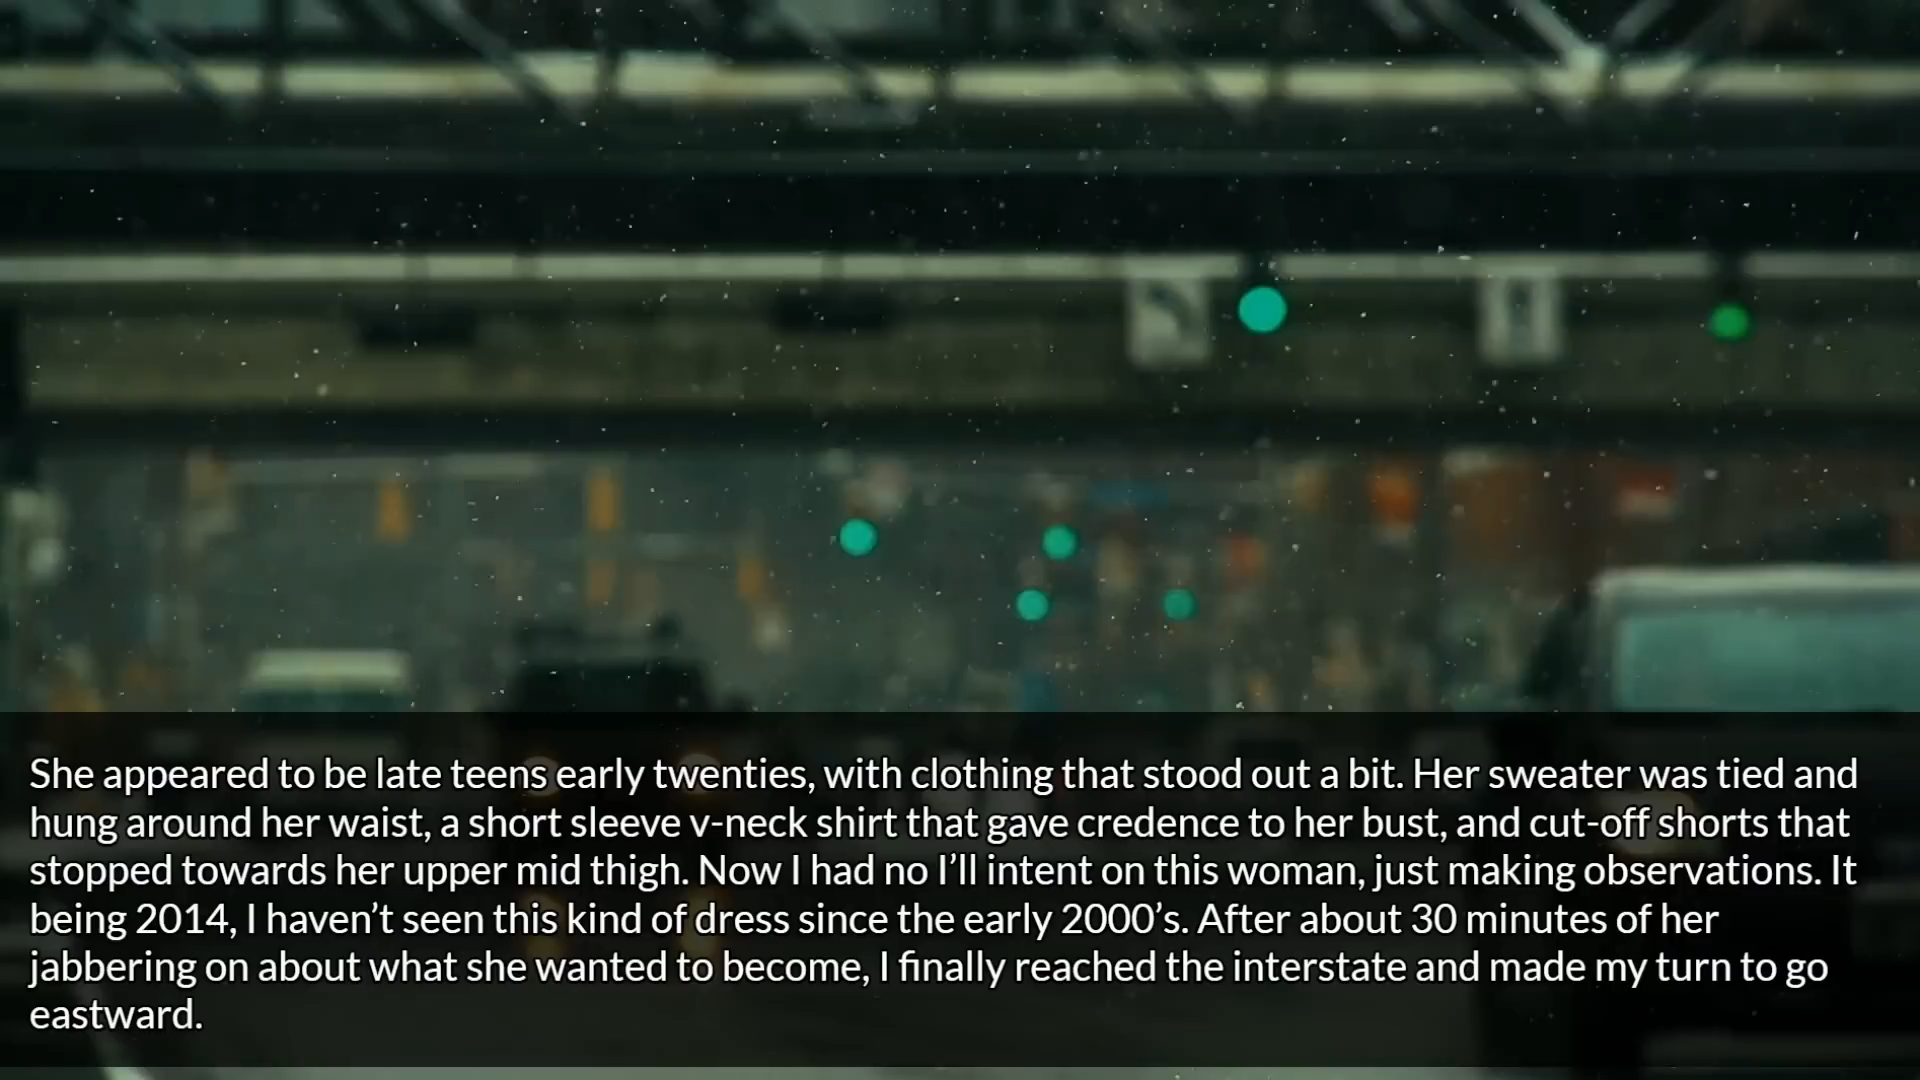 She appeared to be late teens early twenties, with clothing that stood out a bit. Her sweater was tied and
hung around her waist, a short sleeve v-neck shirt that gave credence to her bust, and cut-off shorts that
stopped towards her upper mid thigh. Now I had no I’ll intent on this woman, just making observations. It
being 2014, I haven’t seen this kind of dress since the early 2000’s. After about 30 minutes of her
jabbering on about what she wanted to become, I finally reached the interstate and made my turn to go
eastward.